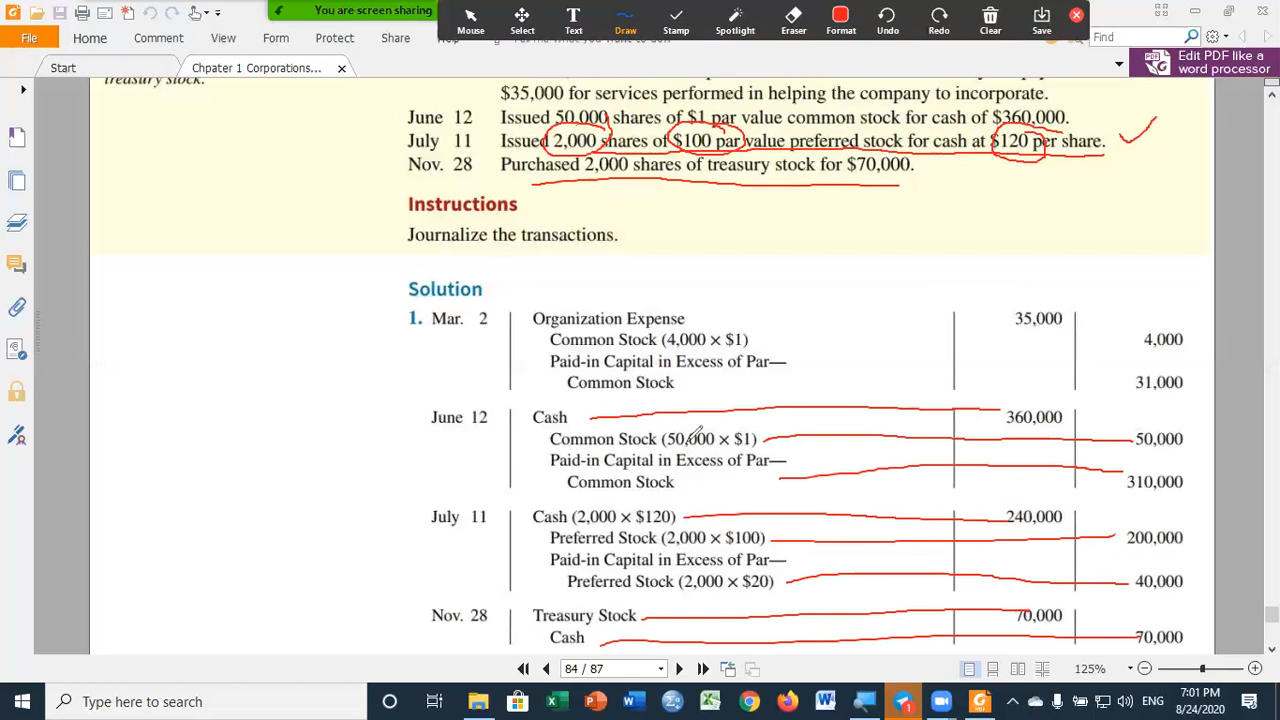 You are screen sharing
Mouse Select Text Draw Stamp Spotlight Eraser Format Undo Redo Clear Save
File Home Comment View Form Protect Share Help Tell me what you want to do... Find
Start Chpater 1 Corporations... Edit PDF like a
word processor
treasury stock.
$35,000 for services performed in helping the company to incorporate.
June 12 Issued 50,000 shares of $1 par value common stock for cash of $360,000.
July 11 Issued 2,000 shares of $100 par value preferred stock for cash at $120 per share.
Nov. 28 Purchased 2,000 shares of treasury stock for $70,000.
Instructions
Journalize the transactions.
Solution
1. Mar. 2 Organization Expense 35,000
Common Stock (4,000 × $1) 4,000
Paid-in Capital in Excess of Par—
Common Stock 31,000
June 12 Cash 360,000
Common Stock (50,000 × $1) 50,000
Paid-in Capital in Excess of Par—
Common Stock 310,000
July 11 Cash (2,000 × $120) 240,000
Preferred Stock (2,000 × $100) 200,000
Paid-in Capital in Excess of Par—
Preferred Stock (2,000 × $20) 40,000
Nov. 28 Treasury Stock 70,000
Cash 70,000
84 / 87 125%
Type here to search ENG 7:01 PM
8/24/2020